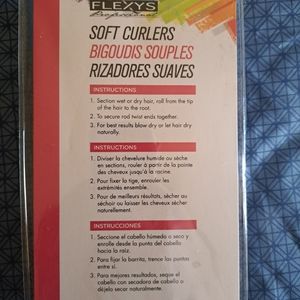 FLEXYS
Professional
SOFT CURLERS
BIGOUDIS SOUPLES
RIZADORES SUAVES
INSTRUCTIONS
1. Section wet or dry hair, roll from the tip
of the hair to the root.
2. To secure rod twist ends together.
3. For best results blow dry or let hair dry
naturally.
INSTRUCTIONS
1. Diviser la chevelure humide ou sèche
en sections, rouler à partir de la pointe
des cheveux jusqu'à la racine.
2. Pour fixer la tige, enrouler les
extrémités ensemble.
3. Pour de meilleurs résultats, sécher au
séchoir ou laisser les cheveux sécher
naturellement.
INSTRUCCIONES
1. Seccione el cabello húmedo o seco y
enrolle desde la punta del cabello
hacia la raíz.
2. Para fijar la barrita, trence las puntas
entre sí.
3. Para mejores resultados, seque el
cabello con secadora de cabello o
déjelo secar naturalmente.